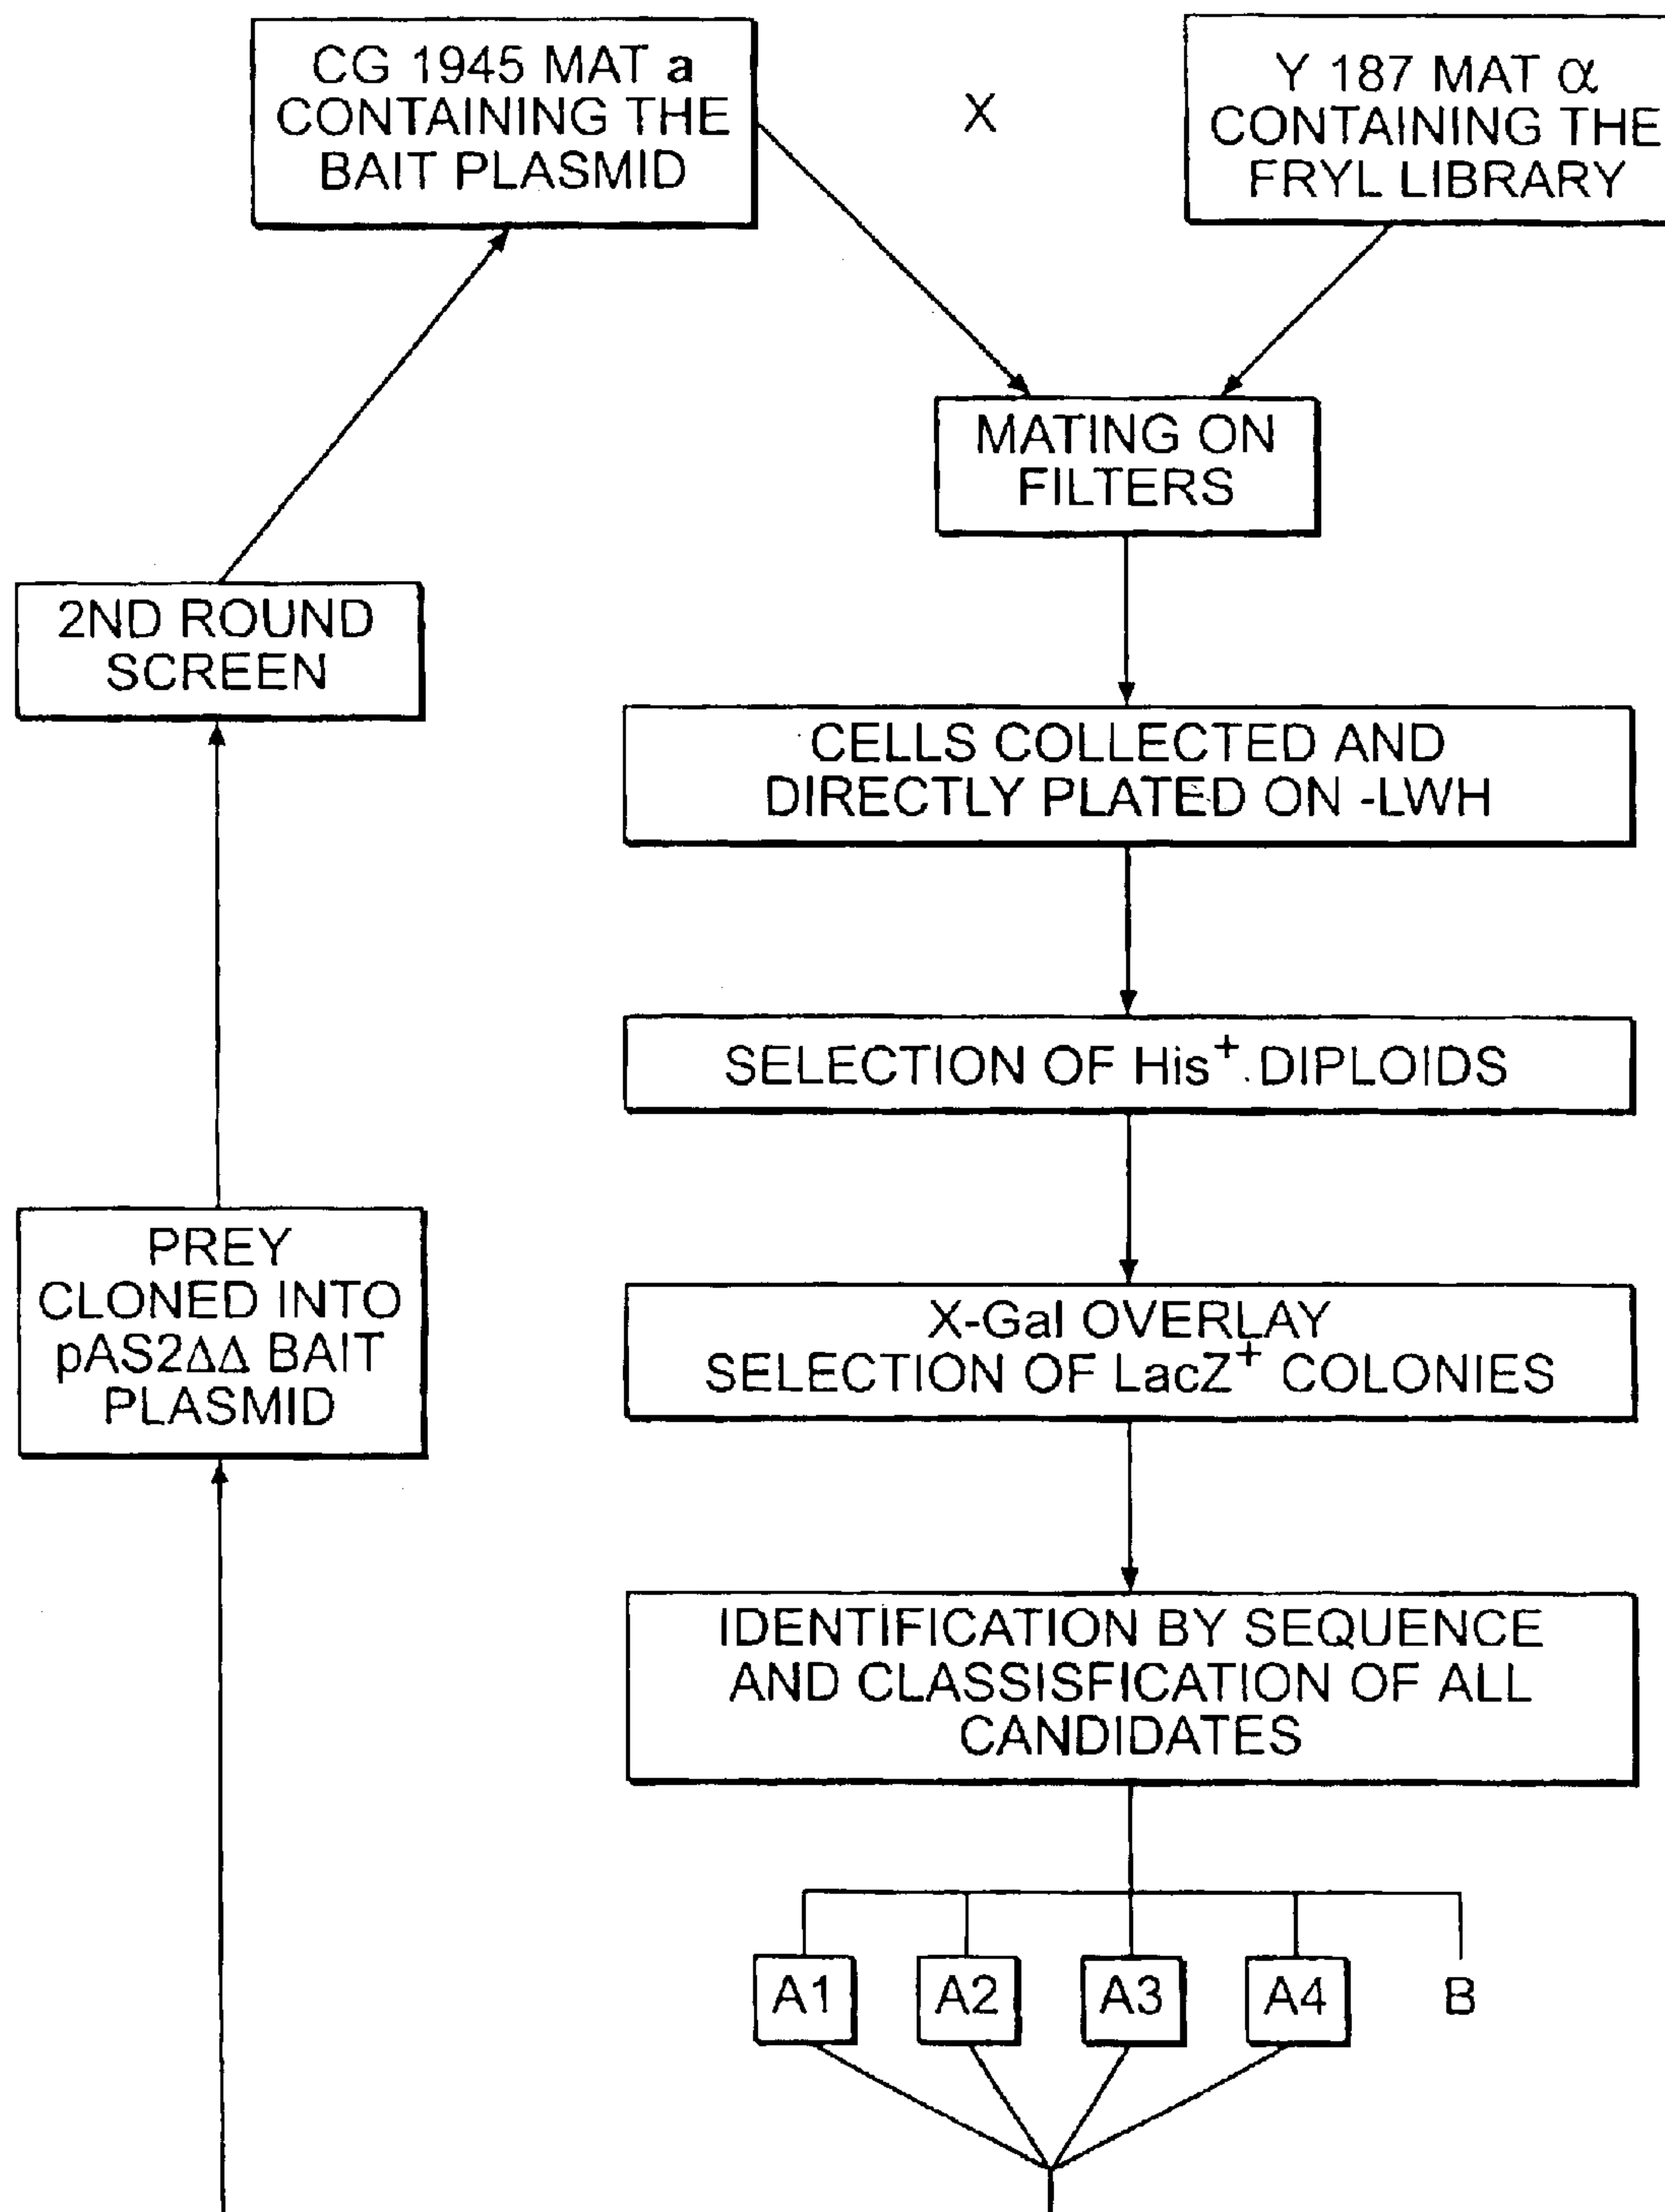 CG 1945 MAT a
CONTAINING THE
BAIT PLASMID
X
Y 187 MAT α
CONTAINING THE
FRYL LIBRARY
MATING ON
FILTERS
2ND ROUND
SCREEN
CELLS COLLECTED AND
DIRECTLY PLATED ON -LWH
SELECTION OF His⁺ DIPLOIDS
PREY
CLONED INTO
pAS2ΔΔ BAIT
PLASMID
X-Gal OVERLAY
SELECTION OF LacZ⁺ COLONIES
IDENTIFICATION BY SEQUENCE
AND CLASSISFICATION OF ALL
CANDIDATES
A1
A2
A3
A4
B